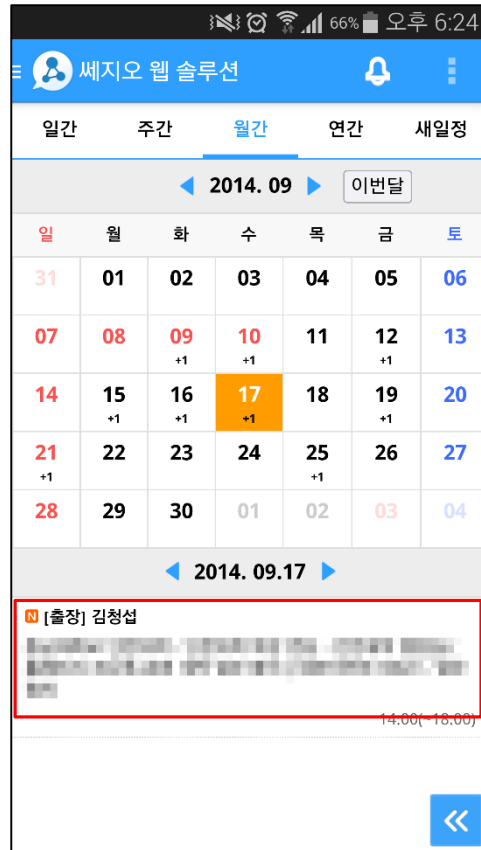 66% 오후 6:24
쎄지오 웹 솔루션
일간 주간 월간 연간 새일정
2014. 09 이번달
일 월 화 수 목 금 토
31 01 02 03 04 05 06
07 08 09 10 11 12 13
+1 +1 +1
14 15 16 17 18 19 20
+1 +1 +1 +1
21 22 23 24 25 26 27
+1 +1
28 29 30 01 02 03 04
2014. 09.17
N [출장] 김청섭
14:00(~18:00)